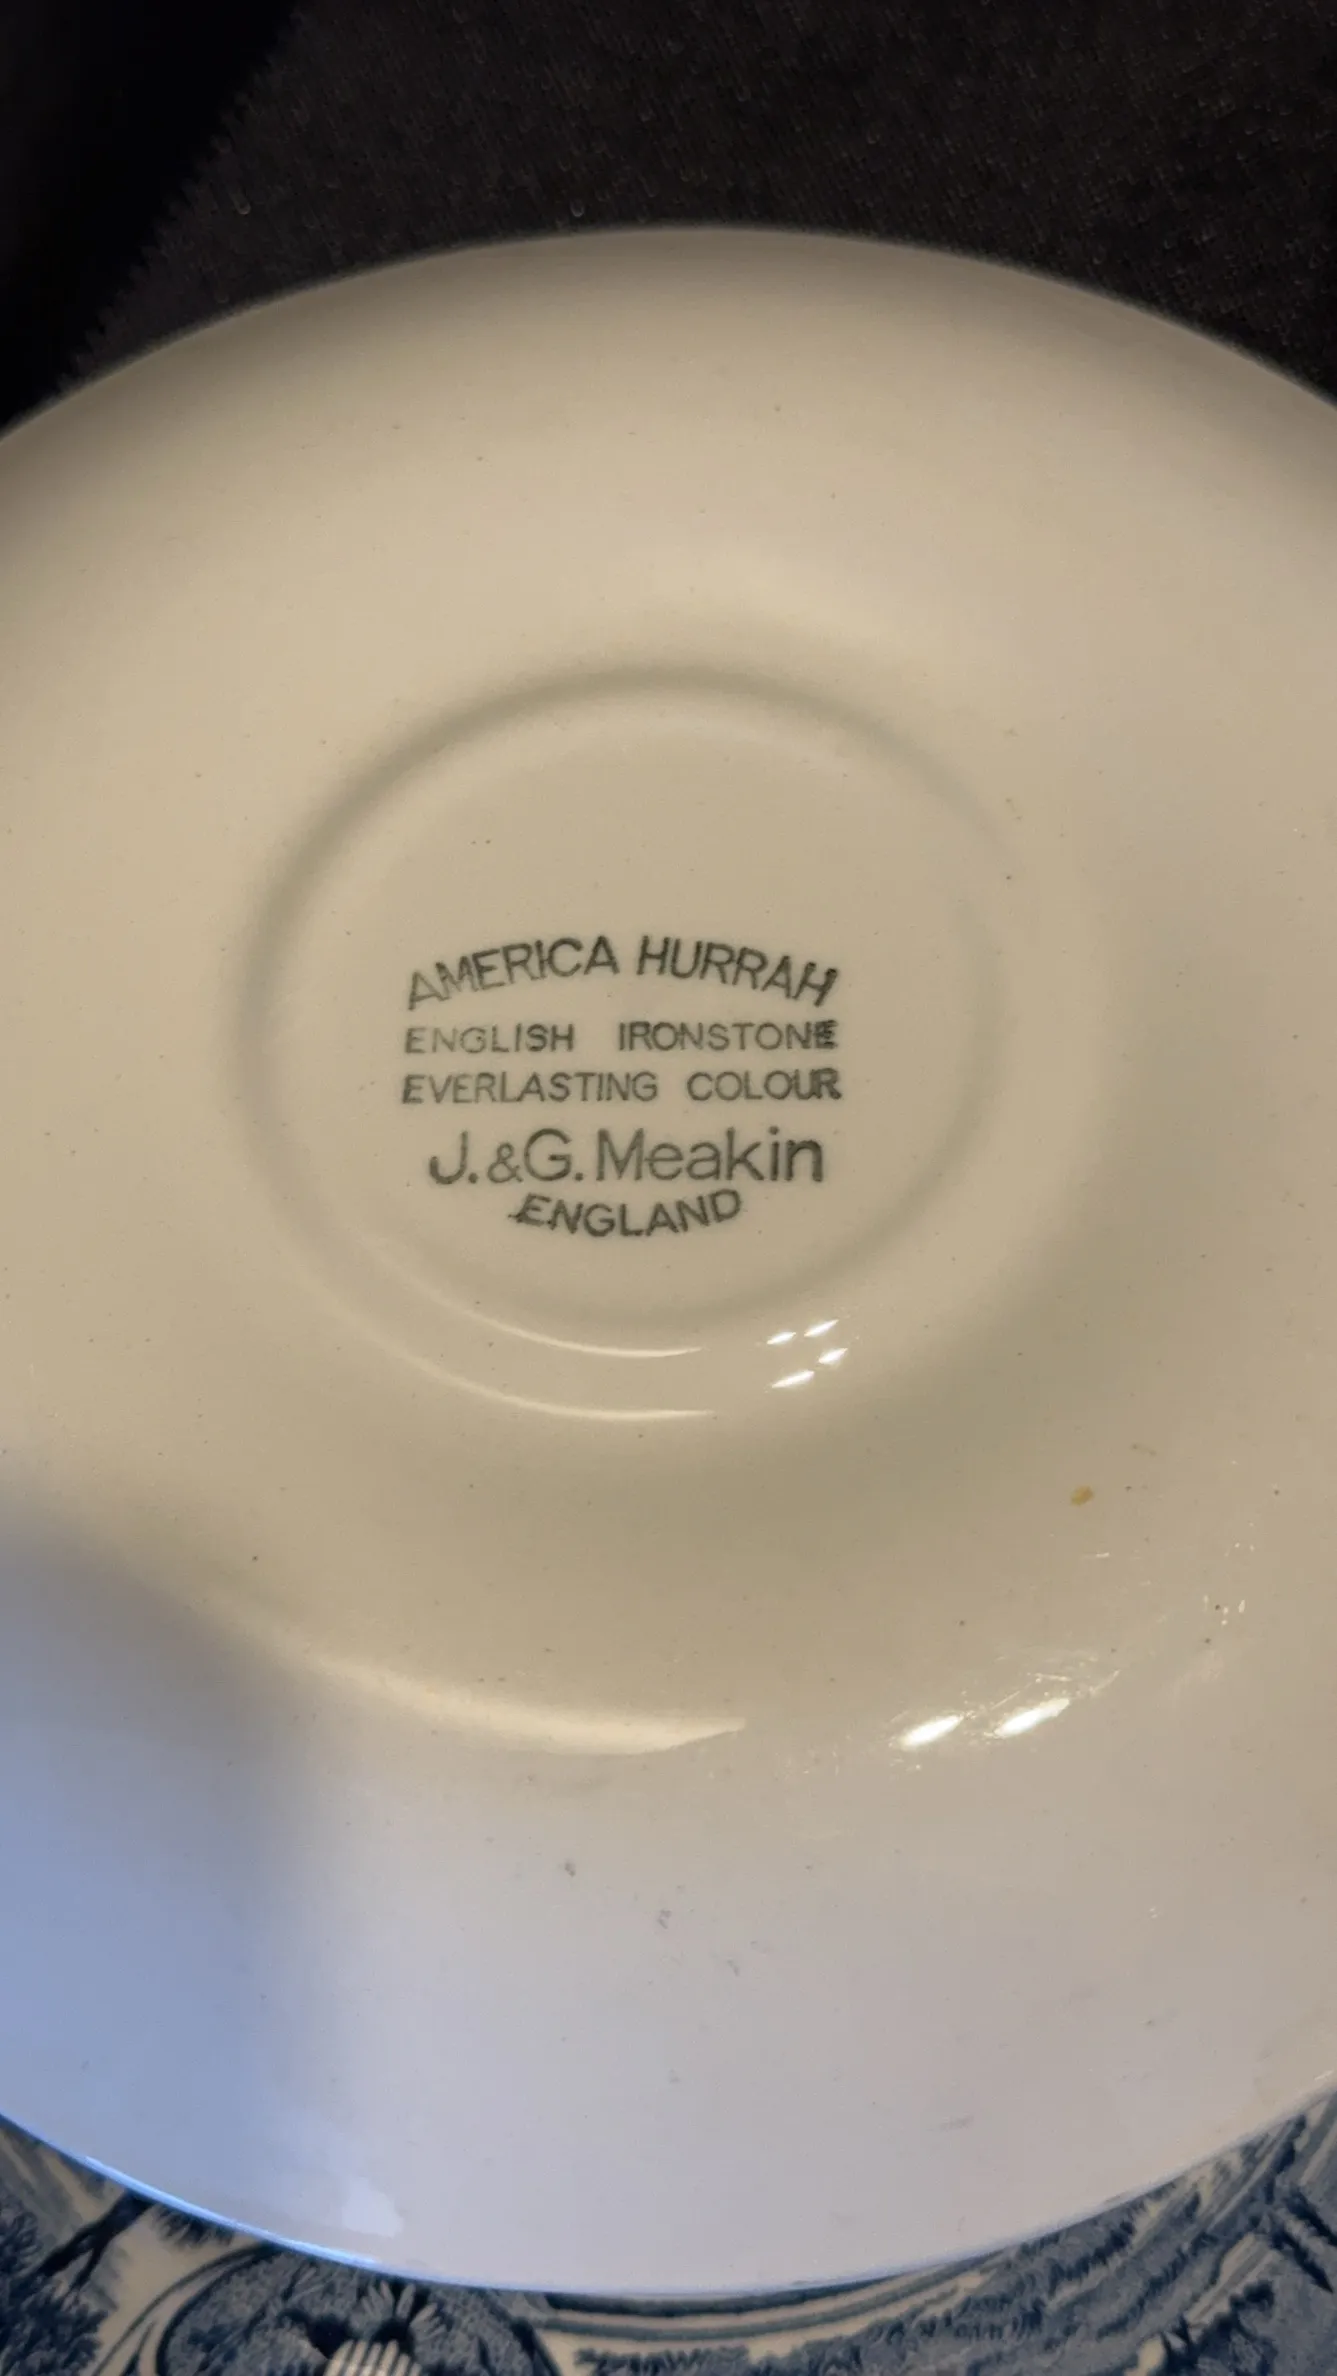 AMERICA HURRAH
ENGLISH IRONSTONE
EVERLASTING COLOUR
J.&G. Meakin
ENGLAND